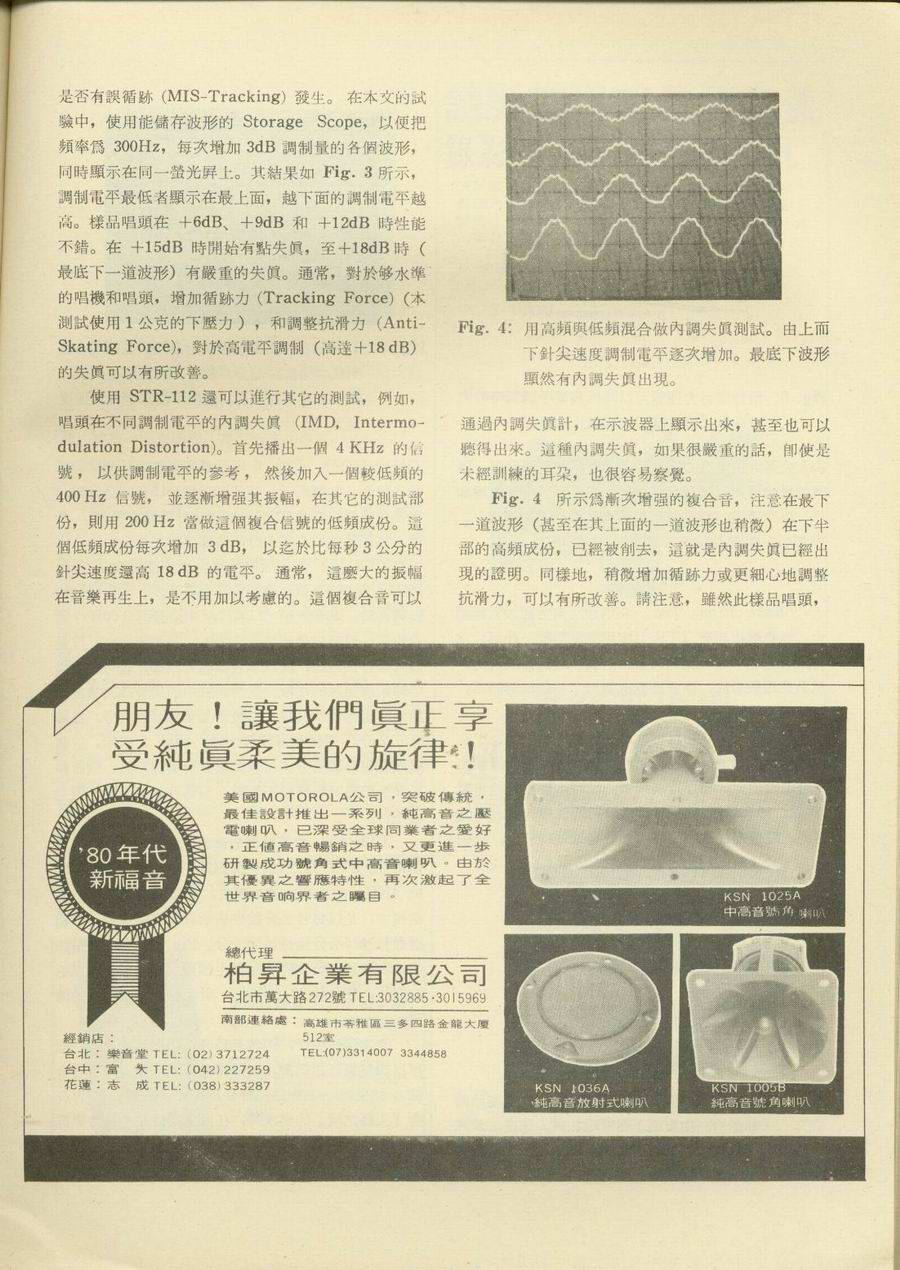 是否有誤循跡 (MIS-Tracking) 發生。 在本文的試
驗中，使用能儲存波形的 Storage Scope，以便把
頻率爲 300Hz，每次增加 3dB 調制量的各個波形，
同時顯示在同一螢光屏上。其結果如 Fig. 3 所示，
調制電平最低者顯示在最上面，越下面的調制電平越
高。樣品唱頭在 +6dB、+9dB 和 +12dB 時性能
不錯。在 +15dB 時開始有點失眞，至+18dB時（
最底下一道波形）有嚴重的失眞。通常，對於够水準
的唱機和唱頭，增加循跡力 (Tracking Force)（本
測試使用1公克的下壓力），和調整抗滑力 (Anti-
Skating Force)，對於高電平調制（高達+18 dB）
的失眞可以有所改善。
使用 STR-112 還可以進行其它的測試，例如，
唱頭在不同調制電平的內調失眞 (IMD, Intermo-
dulation Distortion)。首先播出一個 4 KHz 的信
號，以供調制電平的參考，然後加入一個較低頻的
400 Hz 信號，並逐漸增强其振幅，在其它的測試部
份，則用 200 Hz 當做這個複合信號的低頻成份。這
個低頻成份每次增加 3 dB，以迄於比每秒3公分的
針尖速度還高 18 dB 的電平。通常，這麼大的振幅
在音樂再生上，是不用加以考慮的。這個複合音可以
Fig. 4: 用高頻與低頻混合做內調失眞測試。由上而
下針尖速度調制電平逐次增加。最底下波形
顯然有內調失眞出現。
通過內調失眞計，在示波器上顯示出來，甚至也可以
聽得出來。這種內調失眞，如果很嚴重的話，卽使是
未經訓練的耳朶，也很容易察覺。
Fig. 4 所示爲漸次增强的複合音，注意在最下
一道波形（甚至在其上面的一道波形也稍微）在下半
部的高頻成份，已經被削去，這就是內調失眞已經出
現的證明。同樣地，稍微增加循跡力或更細心地調整
抗滑力，可以有所改善。請注意，雖然此樣品唱頭，
朋友！讓我們眞正享
受純眞柔美的旋律！
'80年代
新福音
美國MOTOROLA公司，突破傳統，
最佳設計推出一系列，純高音之壓
電喇叭，已深受全球同業者之愛好
，正値高音暢銷之時，又更進一步
研製成功號角式中高音喇叭。由於
其優異之響應特性，再次激起了全
世界音响界者之矚目。
總代理
柏昇企業有限公司
台北市萬大路272號 TEL:3032885·3015969
南部連絡處：高雄市苓雅區三多四路金龍大厦
512室
TEL:(07)3314007 3344858
經銷店：
台北：樂音堂 TEL: (02) 3712724
台中：富 TEL: (042) 227259
花蓮：志 成 TEL: (038) 333287
KSN 1025A
中高音號角喇叭
KSN 1036A
純高音放射式喇叭
KSN 1005B
純高音號角喇叭